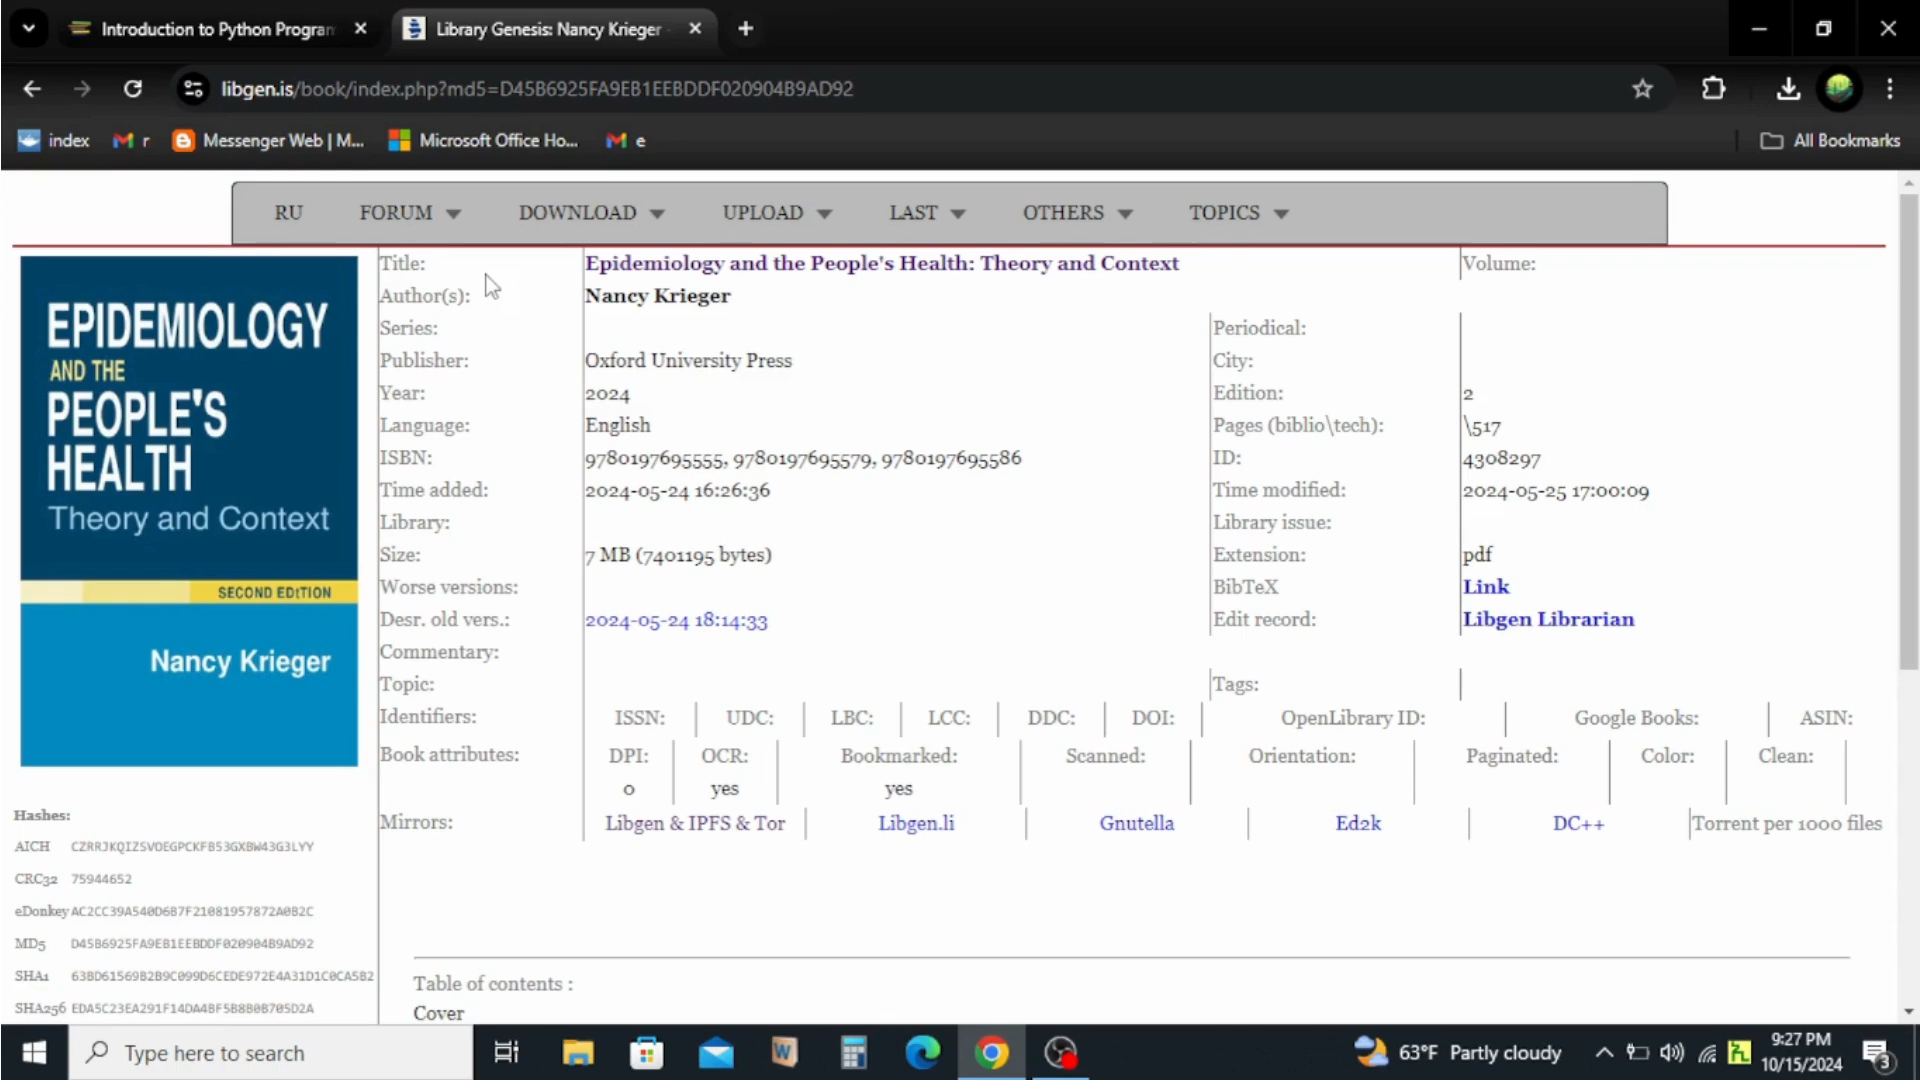 Introduction to Python Program
Library Genesis: Nancy Krieger -
libgen.is/book/index.php?md5=D45B6925FA9EB1EEBDDF020904B9AD92
index
r
Messenger Web | M...
Microsoft Office Ho...
e
All Bookmarks
RU FORUM DOWNLOAD UPLOAD LAST OTHERS TOPICS
EPIDEMIOLOGY
AND THE
PEOPLE'S
HEALTH
Theory and Context
SECOND EDITION
Nancy Krieger
Title: Epidemiology and the People's Health: Theory and Context Volume:
Author(s): Nancy Krieger
Series: Periodical:
Publisher: Oxford University Press City:
Year: 2024 Edition: 2
Language: English Pages (biblio\tech): \517
ISBN: 9780197695555, 9780197695579, 9780197695586 ID: 4308297
Time added: 2024-05-24 16:26:36 Time modified: 2024-05-25 17:00:09
Library: Library issue:
Size: 7 MB (7401195 bytes) Extension: pdf
Worse versions: BibTeX Link
Desr. old vers.: 2024-05-24 18:14:33 Edit record: Libgen Librarian
Commentary:
Topic: Tags:
Identifiers: ISSN: UDC: LBC: LCC: DDC: DOI: OpenLibrary ID: Google Books: ASIN:
Book attributes: DPI: OCR: Bookmarked: Scanned: Orientation: Paginated: Color: Clean:
0 yes yes
Mirrors: Libgen & IPFS & Tor Libgen.li Gnutella Ed2k DC++ Torrent per 1000 files
Hashes:
AICH CZRRJKQIZSVOEGPCKFB53GXBW43G3LYY
CRC32 75944652
eDonkey AC2CC39A540D6B7F21081957872A0B2C
MD5 D45B6925FA9EB1EEBDDF020904B9AD92
SHA1 63BD61569B2B9C099D6CEDE972E4A31D1C0CA5B2
SHA256 EDA5C23EA291F14DA4BF5B8B0B705D2A
Table of contents :
Cover
Type here to search
63°F Partly cloudy
9:27 PM
10/15/2024
3